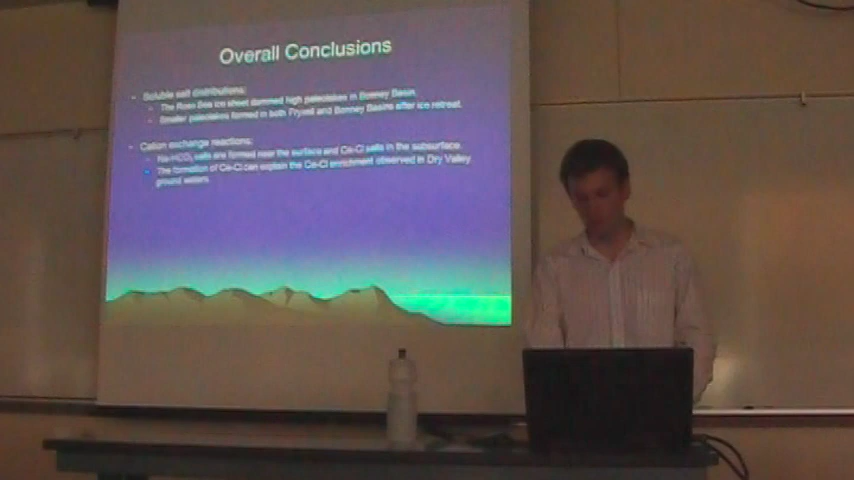 Overall Conclusions
Soluble salt distributions:
The Ross Sea ice sheet dammed high paleolakes in Bonney Basin.
Smaller paleolakes formed in both Fryxell and Bonney Basins after ice retreat.
Cation exchange reactions:
Na-HCO3 salts are formed near the surface and Ca-Cl salts in the subsurface.
The formation of Ca-Cl can explain the Ca-Cl enrichment observed in Dry Valley
ground waters.